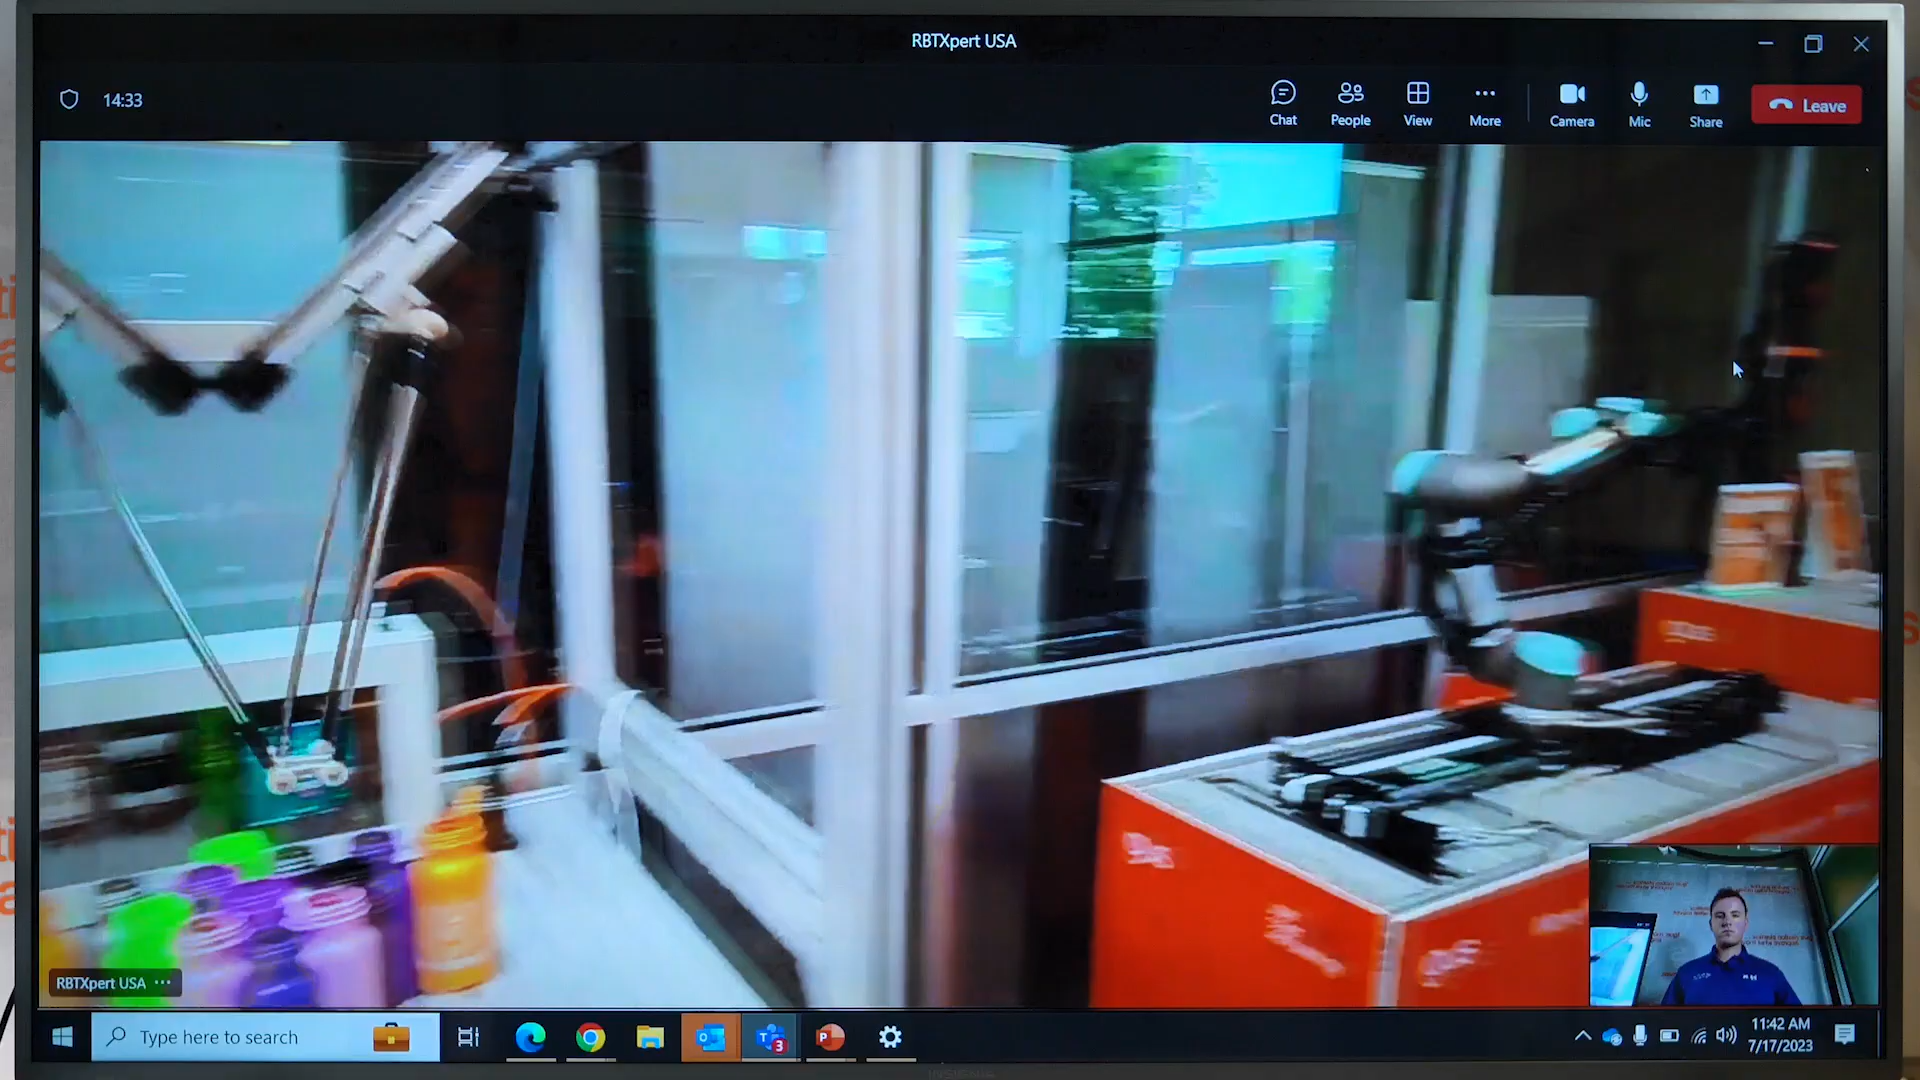 RBTXpert USA
14:33
Chat
People
View
More
Camera
Mic
Share
Leave
RBTXpert USA
Type here to search
3
11:42 AM
7/17/2023